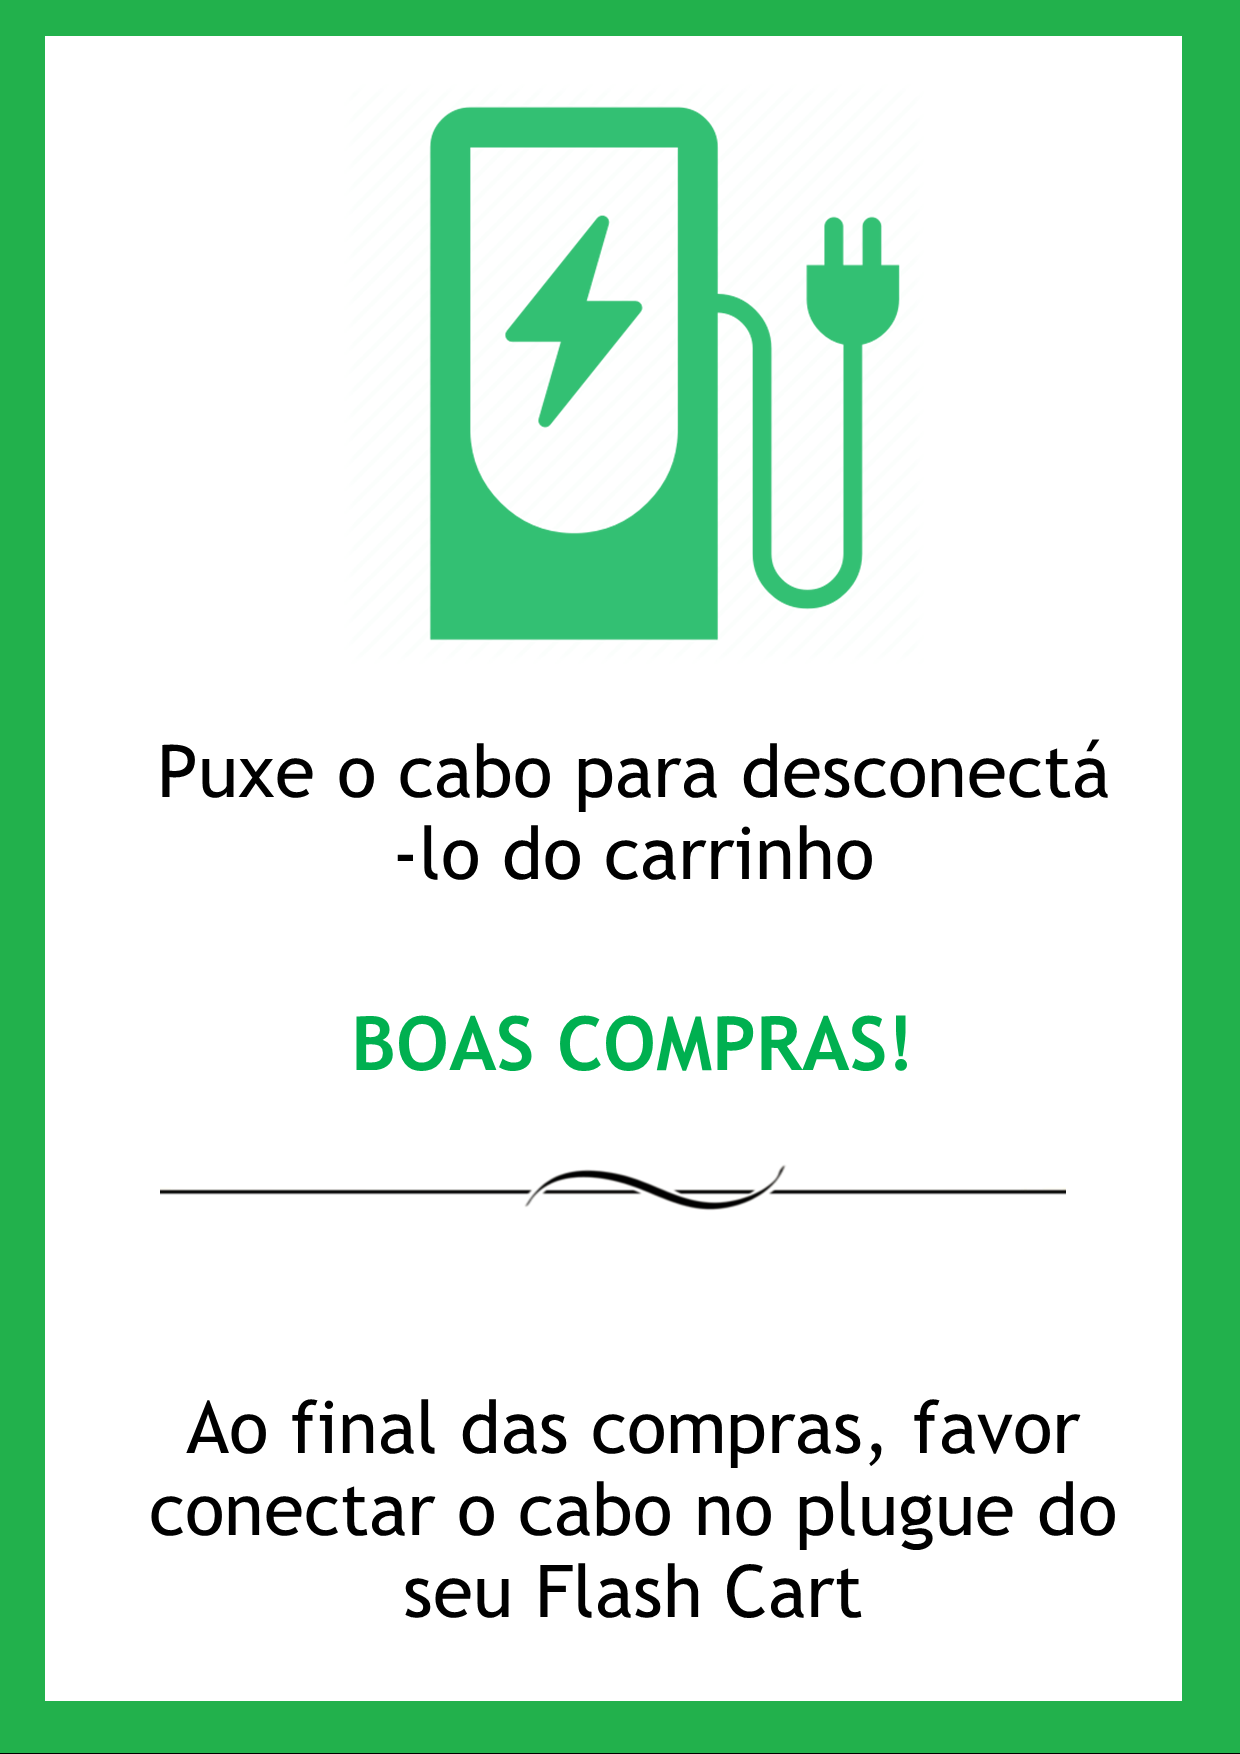 Puxe o cabo para desconectá
-lo do carrinho
BOAS COMPRAS!
Ao final das compras, favor
conectar o cabo no plugue do
seu Flash Cart